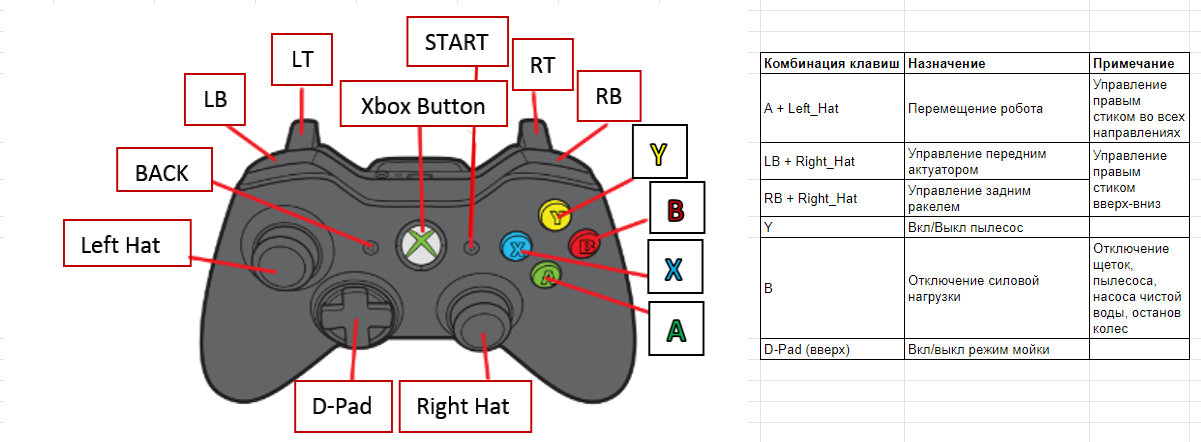 START
LT
RT
LB
Xbox Button
RB
Y
BACK
B
Left Hat
X
A
D-Pad
Right Hat
Y
X
B
A
Комбинация клавиш Назначение Примечание
A + Left_Hat Перемещение робота Управление
правым
стиком во всех
направлениях
LB + Right_Hat Управление передним
актуатором
Управление
правым
стиком
вверх-вниз
RB + Right_Hat Управление задним
ракелем
Y Вкл/Выкл пылесос
B Отключение силовой
нагрузки
Отключение
щеток,
пылесоса,
насоса чистой
воды, останов
колес
D-Pad (вверх) Вкл/выкл режим мойки